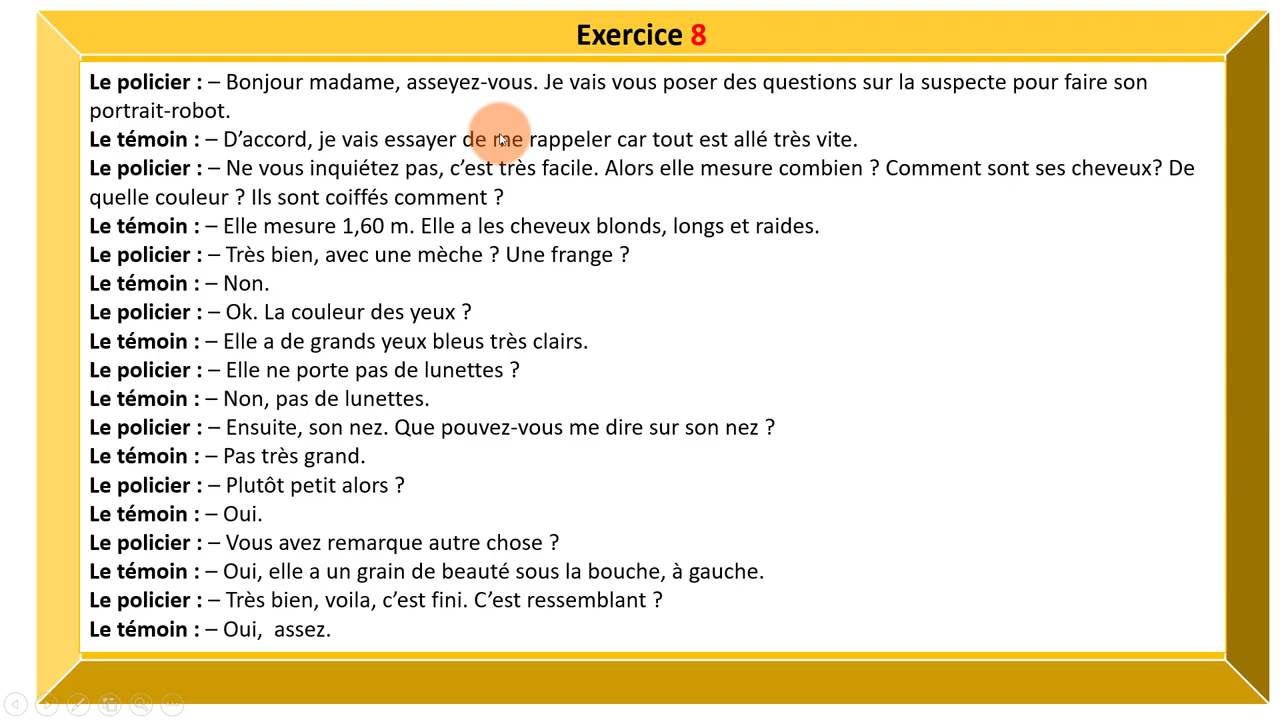 Exercice 8
Le policier : – Bonjour madame, asseyez-vous. Je vais vous poser des questions sur la suspecte pour faire son
portrait-robot.
Le témoin : – D’accord, je vais essayer de me rappeler car tout est allé très vite.
Le policier : – Ne vous inquiétez pas, c’est très facile. Alors elle mesure combien ? Comment sont ses cheveux? De
quelle couleur ? Ils sont coiffés comment ?
Le témoin : – Elle mesure 1,60 m. Elle a les cheveux blonds, longs et raides.
Le policier : – Très bien, avec une mèche ? Une frange ?
Le témoin : – Non.
Le policier : – Ok. La couleur des yeux ?
Le témoin : – Elle a de grands yeux bleus très clairs.
Le policier : – Elle ne porte pas de lunettes ?
Le témoin : – Non, pas de lunettes.
Le policier : – Ensuite, son nez. Que pouvez-vous me dire sur son nez ?
Le témoin : – Pas très grand.
Le policier : – Plutôt petit alors ?
Le témoin : – Oui.
Le policier : – Vous avez remarque autre chose ?
Le témoin : – Oui, elle a un grain de beauté sous la bouche, à gauche.
Le policier : – Très bien, voila, c’est fini. C’est ressemblant ?
Le témoin : – Oui,  assez.